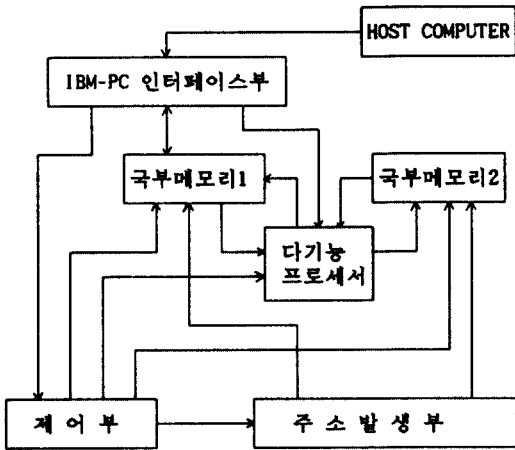 HOST COMPUTER
IBM-PC 인터페이스부
국부메모리1
국부메모리2
다기능
프로세서
제 어 부
주 소 발 생 부